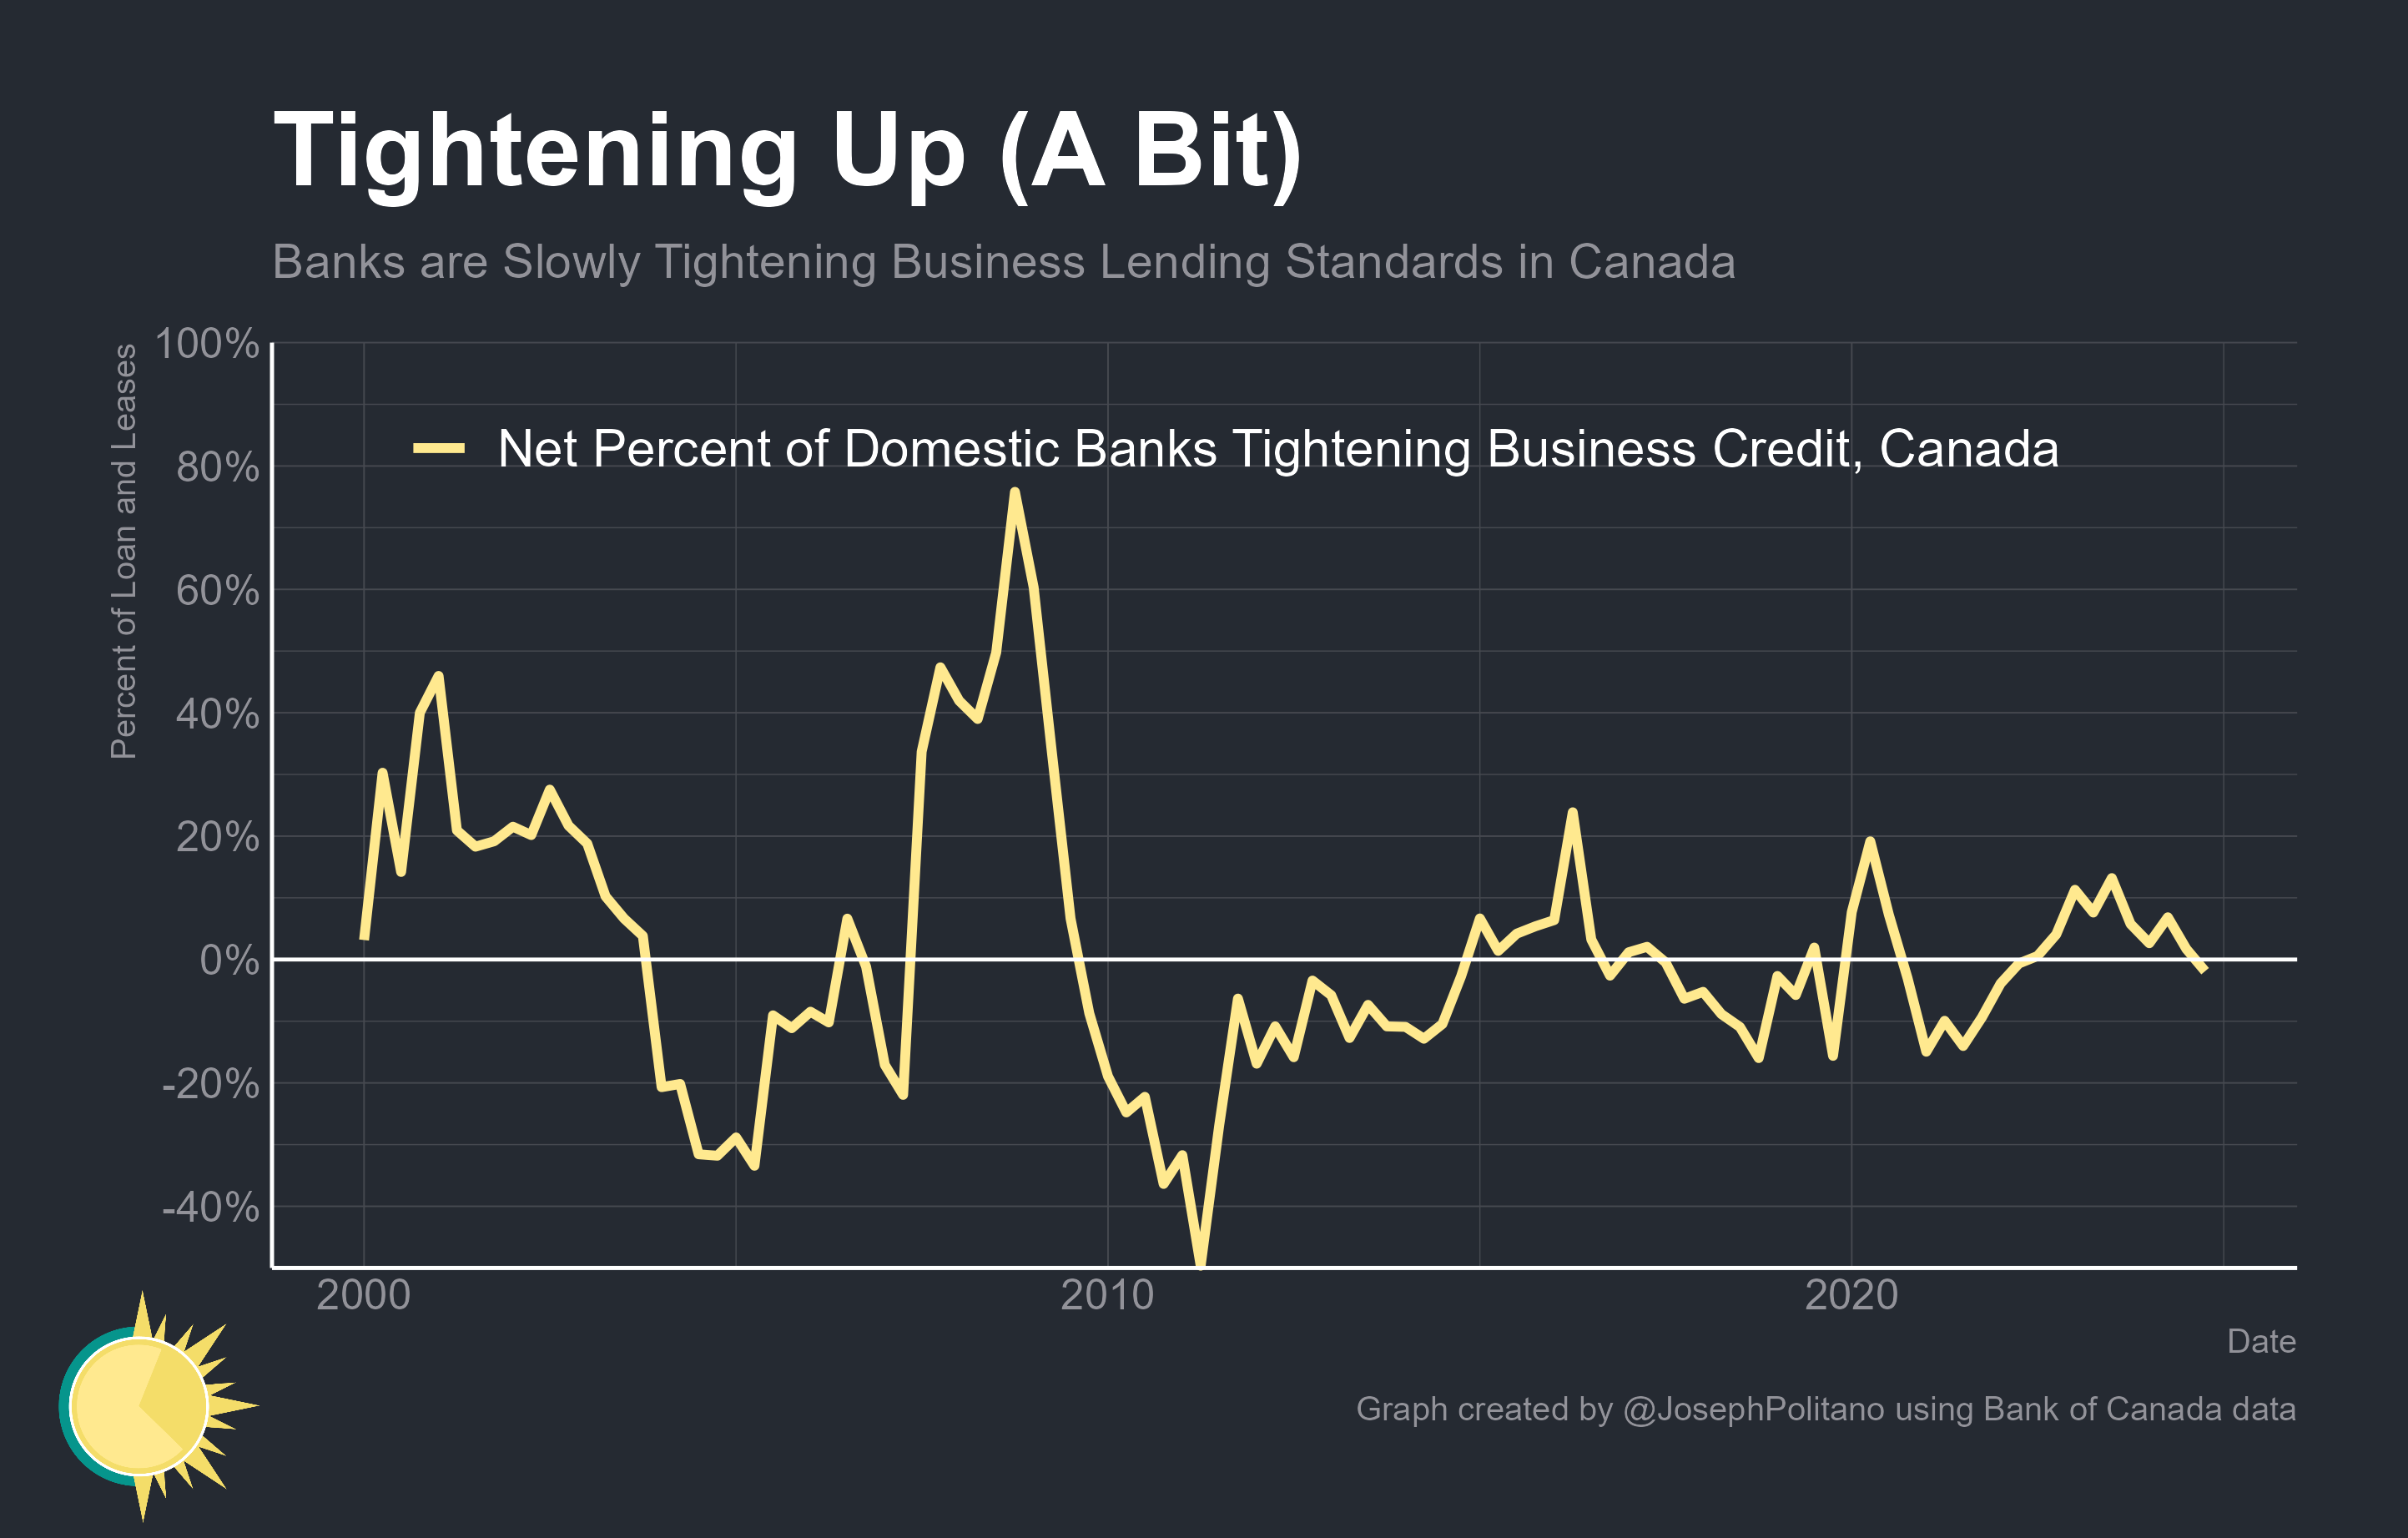 Tightening Up (A Bit)
Banks are Slowly Tightening Business Lending Standards in Canada
Percent of Loan and Leases
100%
80%
60%
40%
20%
0%
-20%
-40%
Net Percent of Domestic Banks Tightening Business Credit, Canada
2000
2010
2020
Date
Graph created by @JosephPolitano using Bank of Canada data